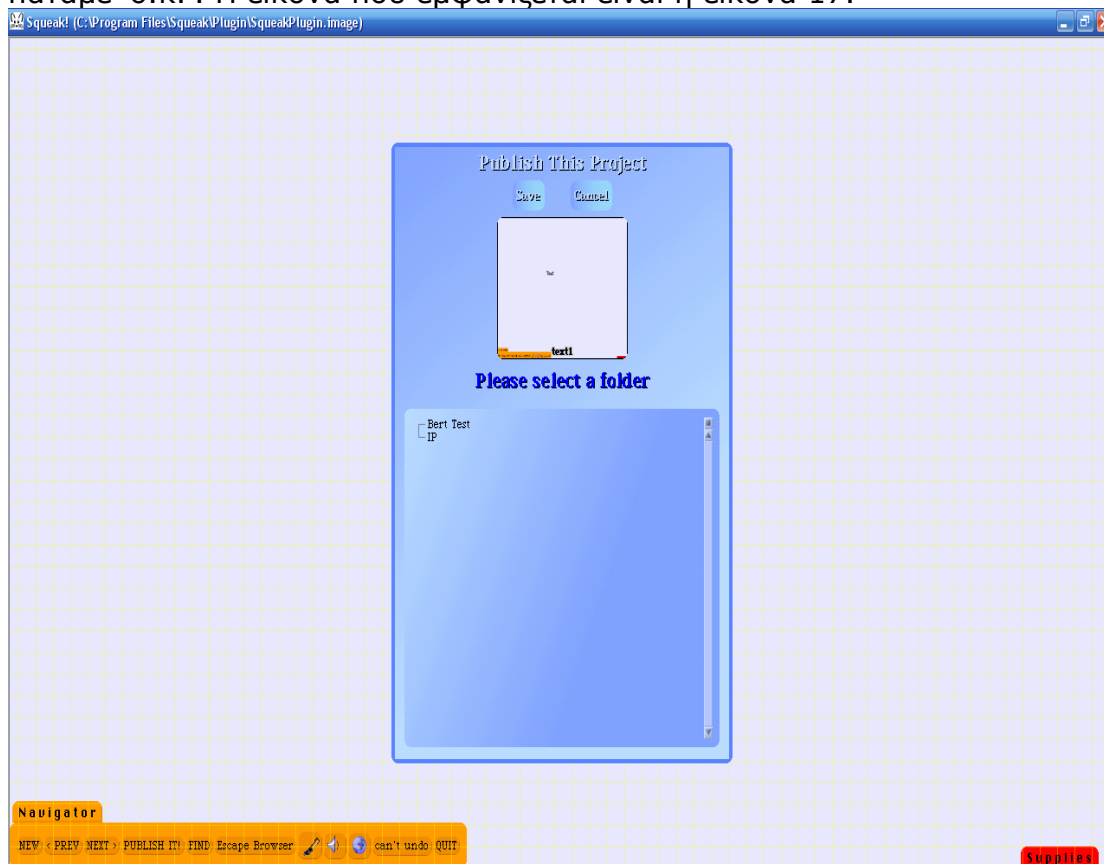 πατάμε 'ο.κ.'. Η εικόνα που εμφανίζεται είναι η εικόνα 17.
Squeak! (C:\Program Files\Squeak\Plugin\SqueakPlugin.image)
Publish This Project
Save Cancel
Text
text1
Please select a folder
Bert Test
IP
Navigator
NEW < PREV NEXT > PUBLISH IT! FIND Escape Browser can't undo QUIT
Supplies